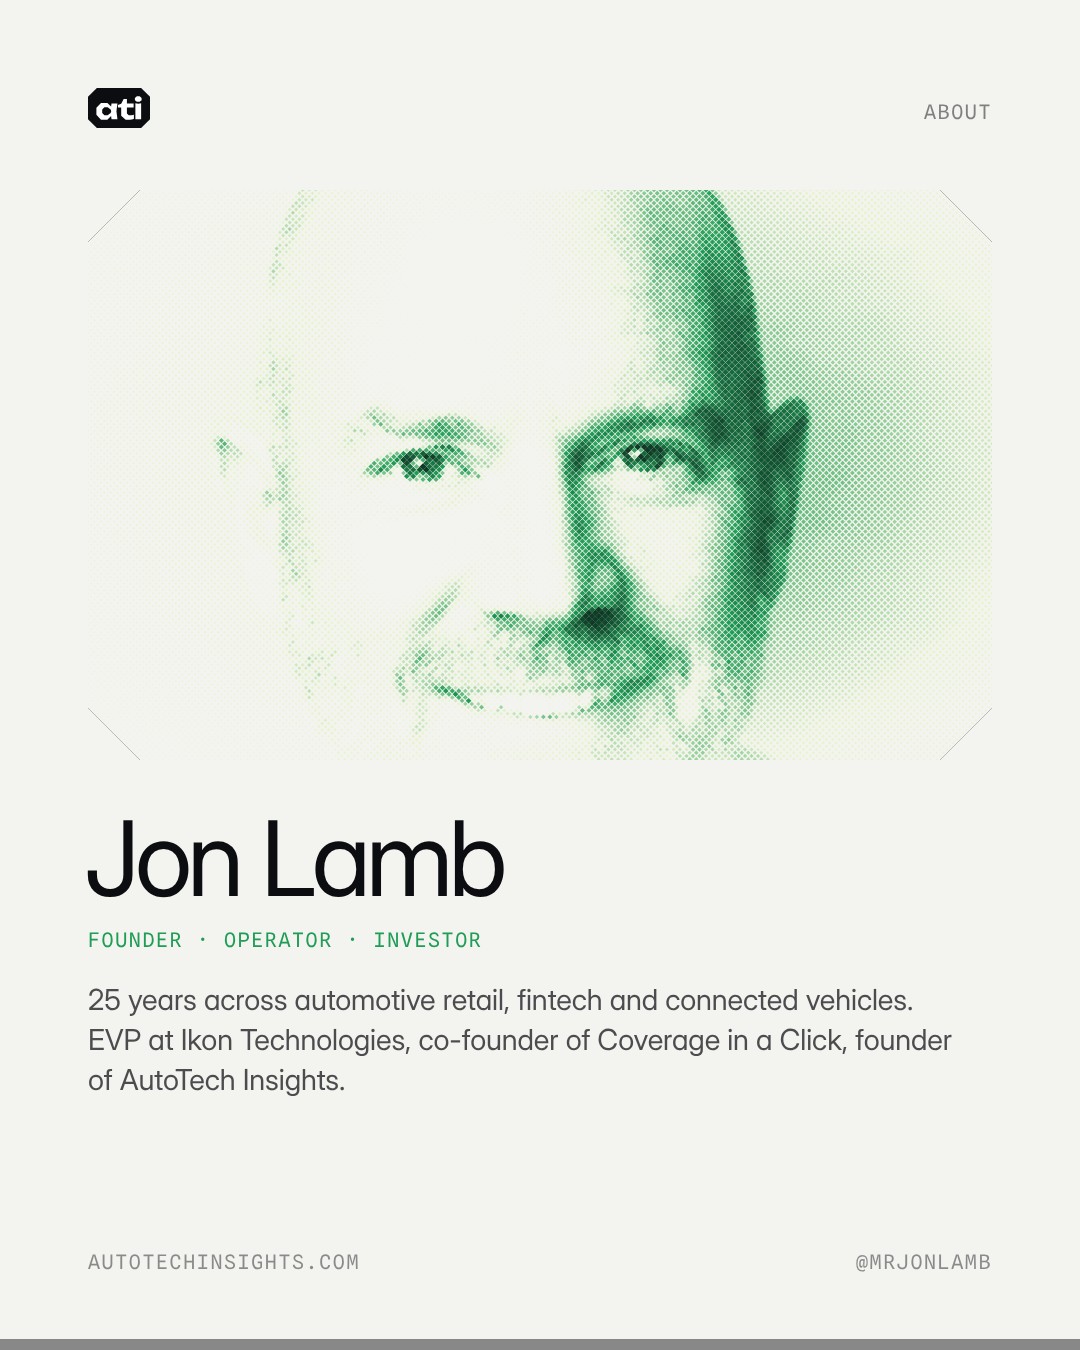 ati
ABOUT
Jon Lamb
FOUNDER · OPERATOR · INVESTOR
25 years across automotive retail, fintech and connected vehicles.
EVP at Ikon Technologies, co-founder of Coverage in a Click, founder
of AutoTech Insights.
AUTOTECHINSIGHTS.COM
@MRJONLAMB